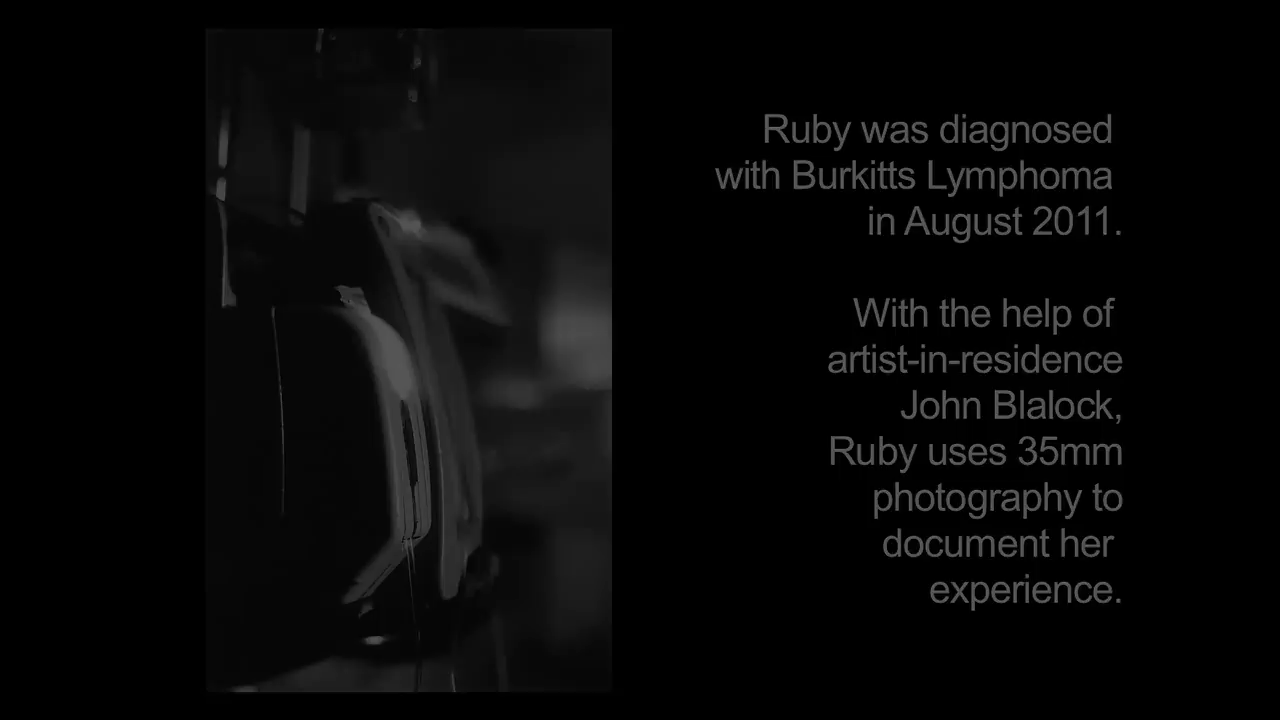 Ruby was diagnosed
with Burkitts Lymphoma
in August 2011.
With the help of
artist-in-residence
John Blalock,
Ruby uses 35mm
photography to
document her
experience.